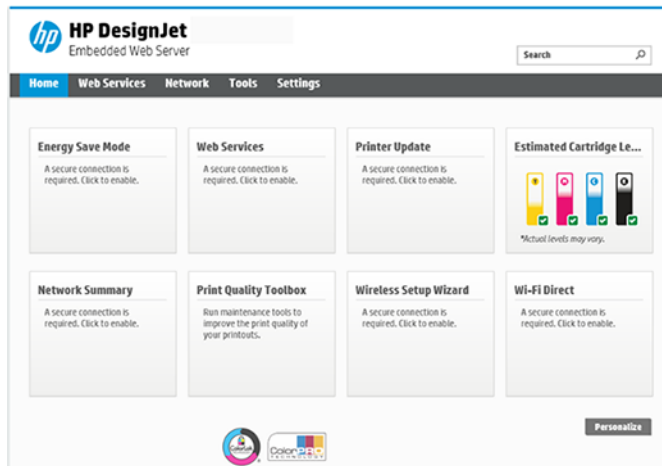 hp
HP DesignJet
Embedded Web Server
Search
Home Web Services Network Tools Settings
Energy Save Mode
A secure connection is
required. Click to enable.
Web Services
A secure connection is
required. Click to enable.
Printer Update
A secure connection is
required. Click to enable.
Estimated Cartridge Le...
Y M C K
*Actual levels may vary.
Network Summary
A secure connection is
required. Click to enable.
Print Quality Toolbox
Run maintenance tools to
improve the print quality of
your printouts.
Wireless Setup Wizard
A secure connection is
required. Click to enable.
Wi-Fi Direct
A secure connection is
required. Click to enable.
Personalize
ColorLok
ColorPRO
TECHNOLOGY